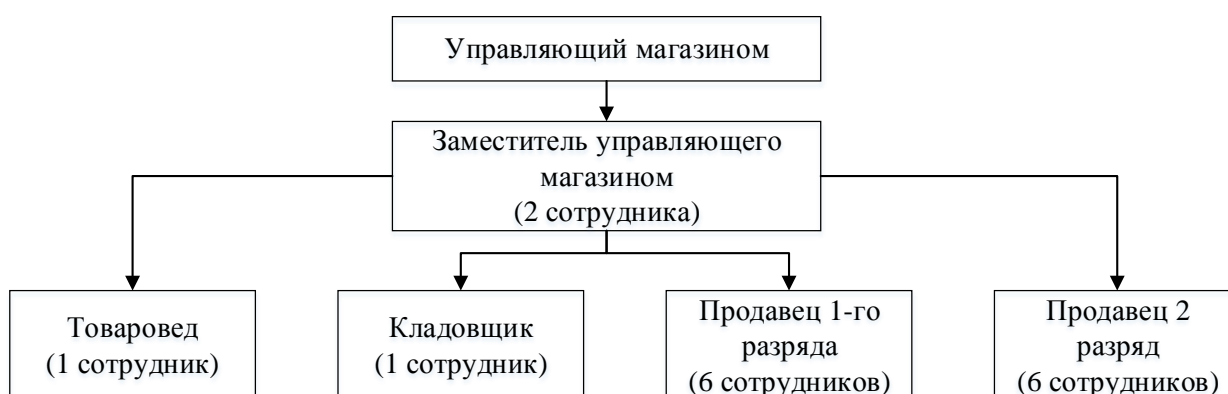 Управляющий магазином
Заместитель управляющего
магазином
(2 сотрудника)
Товаровед
(1 сотрудник)
Кладовщик
(1 сотрудник)
Продавец 1-го
разряда
(6 сотрудников)
Продавец 2
разряд
(6 сотрудников)